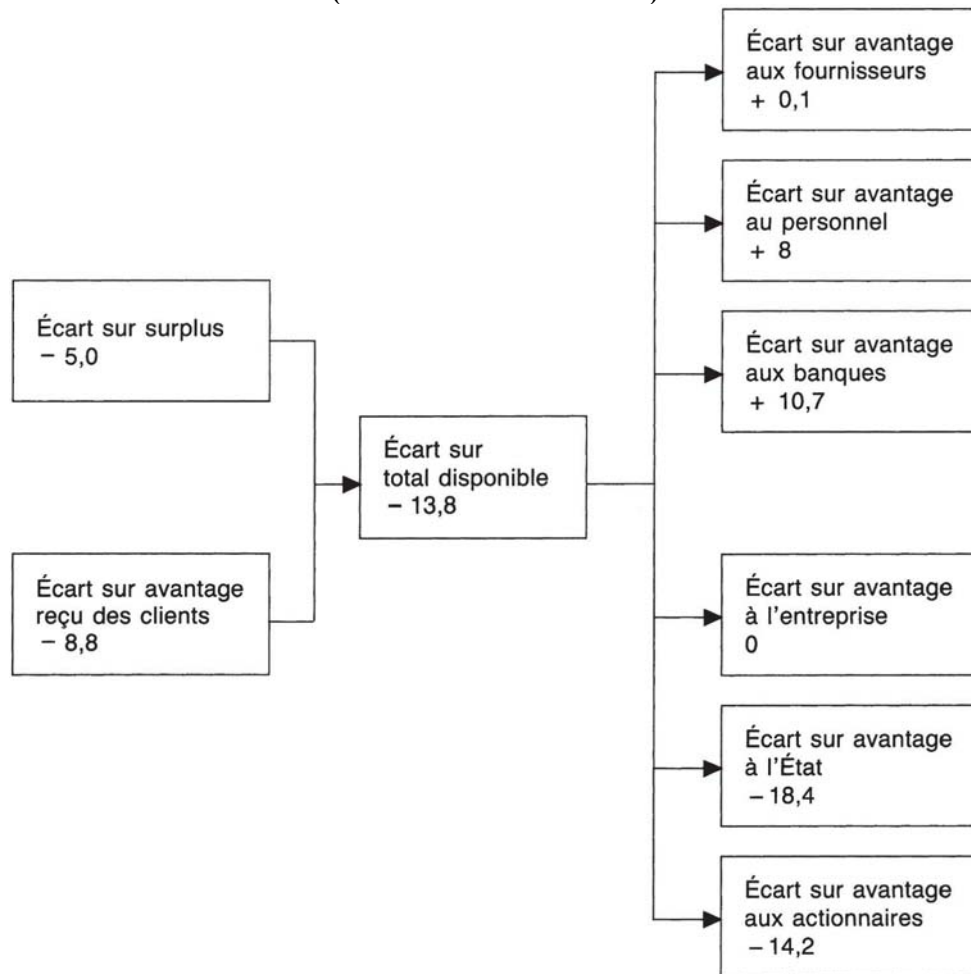 Écart sur surplus
− 5,0
Écart sur avantage
reçu des clients
− 8,8
Écart sur
total disponible
− 13,8
Écart sur avantage
aux fournisseurs
+ 0,1
Écart sur avantage
au personnel
+ 8
Écart sur avantage
aux banques
+ 10,7
Écart sur avantage
à l'entreprise
0
Écart sur avantage
à l'État
− 18,4
Écart sur avantage
aux actionnaires
− 14,2